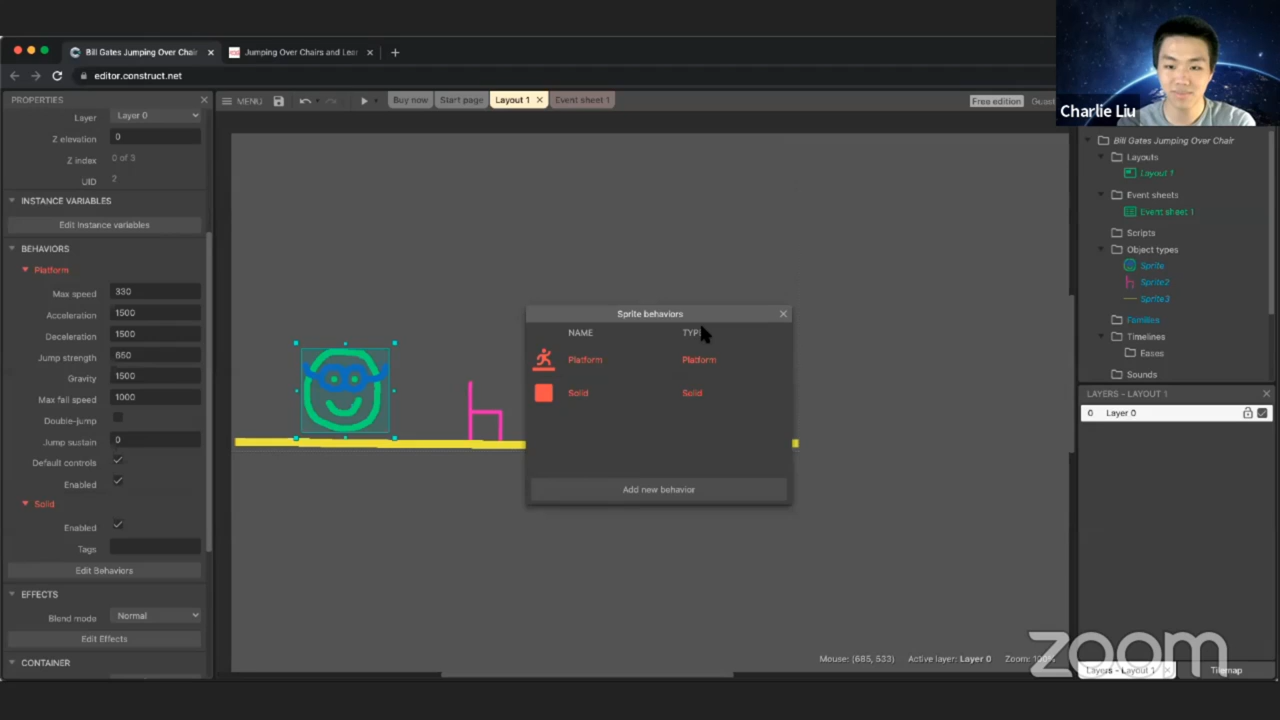 Charlie Liu
Bill Gates Jumping Over Chair
Jumping Over Chairs and Lear
editor.construct.net
PROPERTIES
MENU
Buy now
Start page
Layout 1
Event sheet 1
Free edition
Layer
Layer 0
Z elevation
0
Z index
0 of 3
UID
2
INSTANCE VARIABLES
Edit Instance variables
BEHAVIORS
Platform
Max speed
330
Acceleration
1500
Deceleration
1500
Jump strength
650
Gravity
1500
Max fall speed
1000
Double-jump
Jump sustain
0
Default controls
Enabled
Solid
Enabled
Tags
Edit Behaviors
EFFECTS
Blend mode
Normal
Edit Effects
CONTAINER
Sprite behaviors
NAME
Platform
Platform
Solid
Solid
Add new behavior
Mouse: (685, 533)
Active layer: Layer 0
Bill Gates Jumping Over Chair
Layouts
Layout 1
Event sheets
Event sheet 1
Scripts
Object types
Sprite
Sprite2
Sprite3
Families
Timelines
Eases
Sounds
LAYERS - LAYOUT 1
0
Layer 0
zoom
Layers - Layout 1
Tilemap